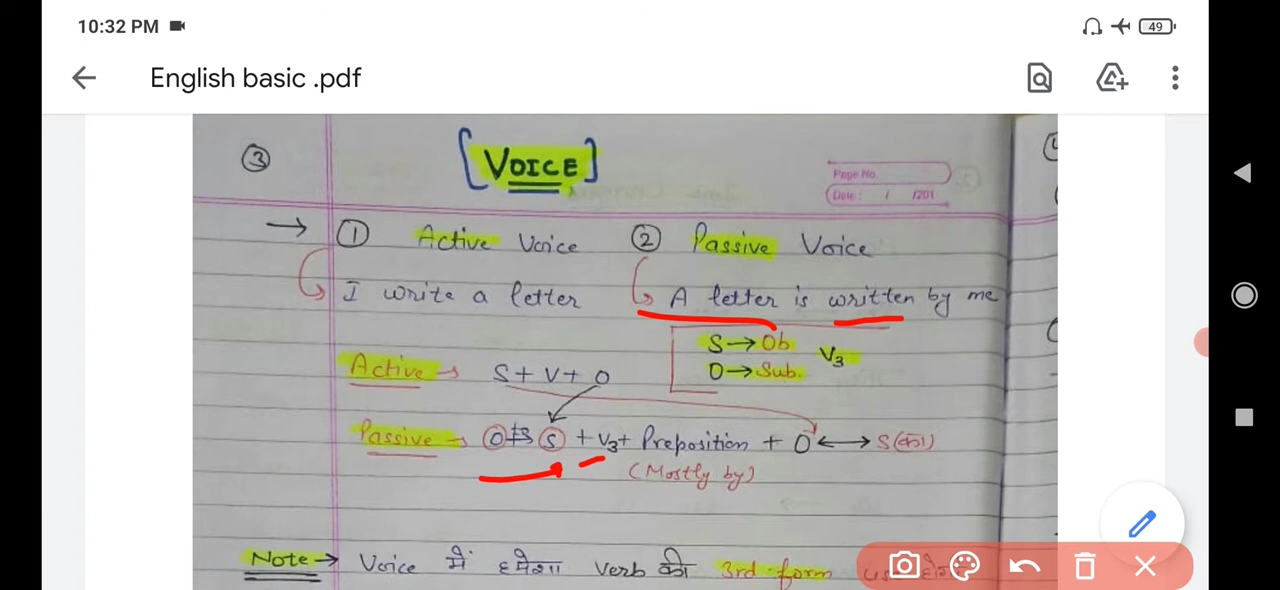 10:32 PM 49
English basic .pdf
3 [VOICE]
Page No.
Date : / /201
→ 1 Active Voice 2 Passive Voice
I write a letter A letter is written by me
S→Ob V3
O→Sub.
Active → S+V+O
Passive → O⇆S + V3+ Preposition + O ⟷ S(का)
(Mostly by)
Note→ Voice में हमेशा verb की 3rd form